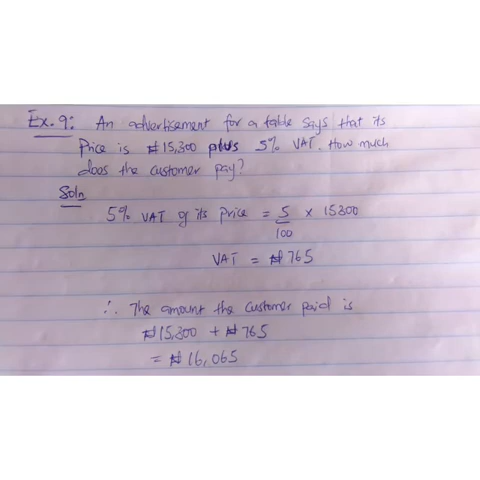 Ex. 9: An advertisement for a table says that its
Price is ₦15,300 plus 5% VAT. How much
does the customer pay?
Soln
5% VAT of its Price = 5/100 × 15300
VAT = ₦765
∴ The amount the customer paid is
₦15,300 + ₦765
= ₦16,065